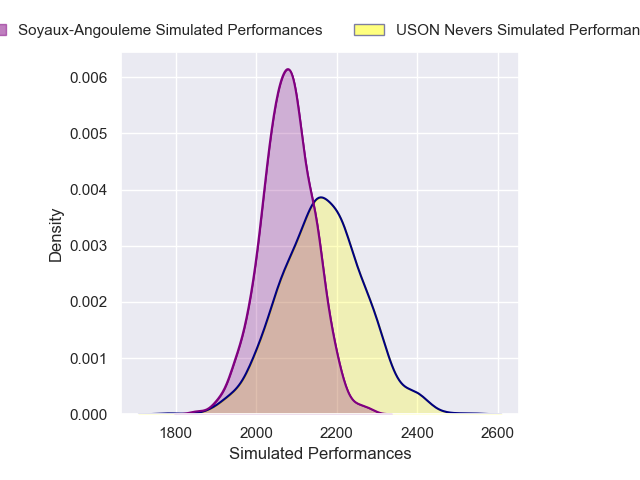 Soyaux-Angouleme Simulated Performances
USON Nevers Simulated Performan
0.006
0.005
0.004
0.003
0.002
0.001
0.000
Density
1800 2000 2200 2400 2600
Simulated Performances